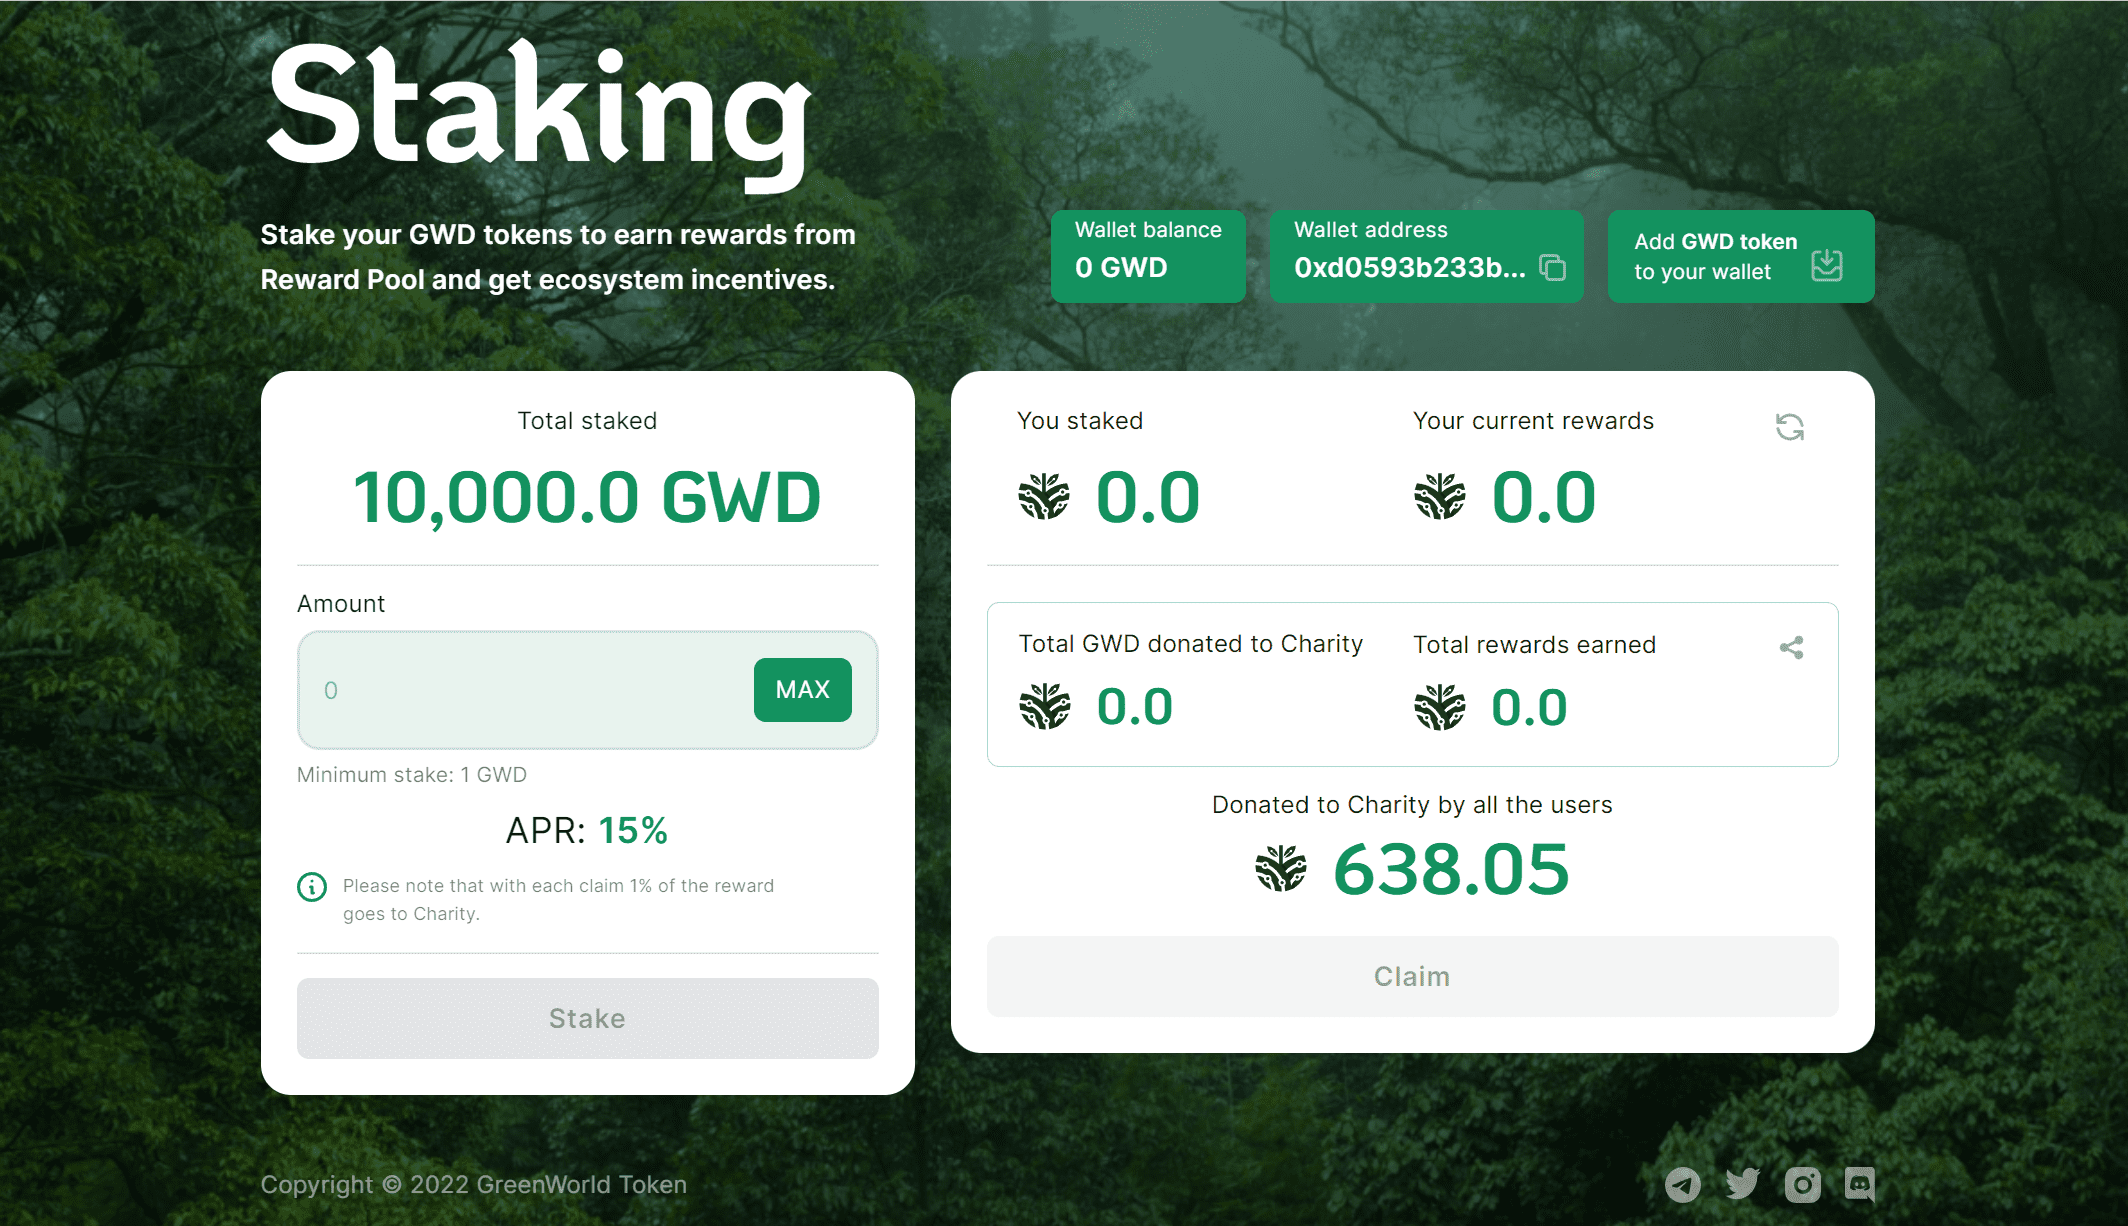 Staking
Stake your GWD tokens to earn rewards from
Reward Pool and get ecosystem incentives.
Wallet balance
0 GWD
Wallet address
0xd0593b233b...
Add GWD token
to your wallet
Total staked
10,000.0 GWD
Amount
0
MAX
Minimum stake: 1 GWD
APR: 15%
Please note that with each claim 1% of the reward
goes to Charity.
Stake
You staked
0.0
Your current rewards
0.0
Total GWD donated to Charity
0.0
Total rewards earned
0.0
Donated to Charity by all the users
638.05
Claim
Copyright © 2022 GreenWorld Token